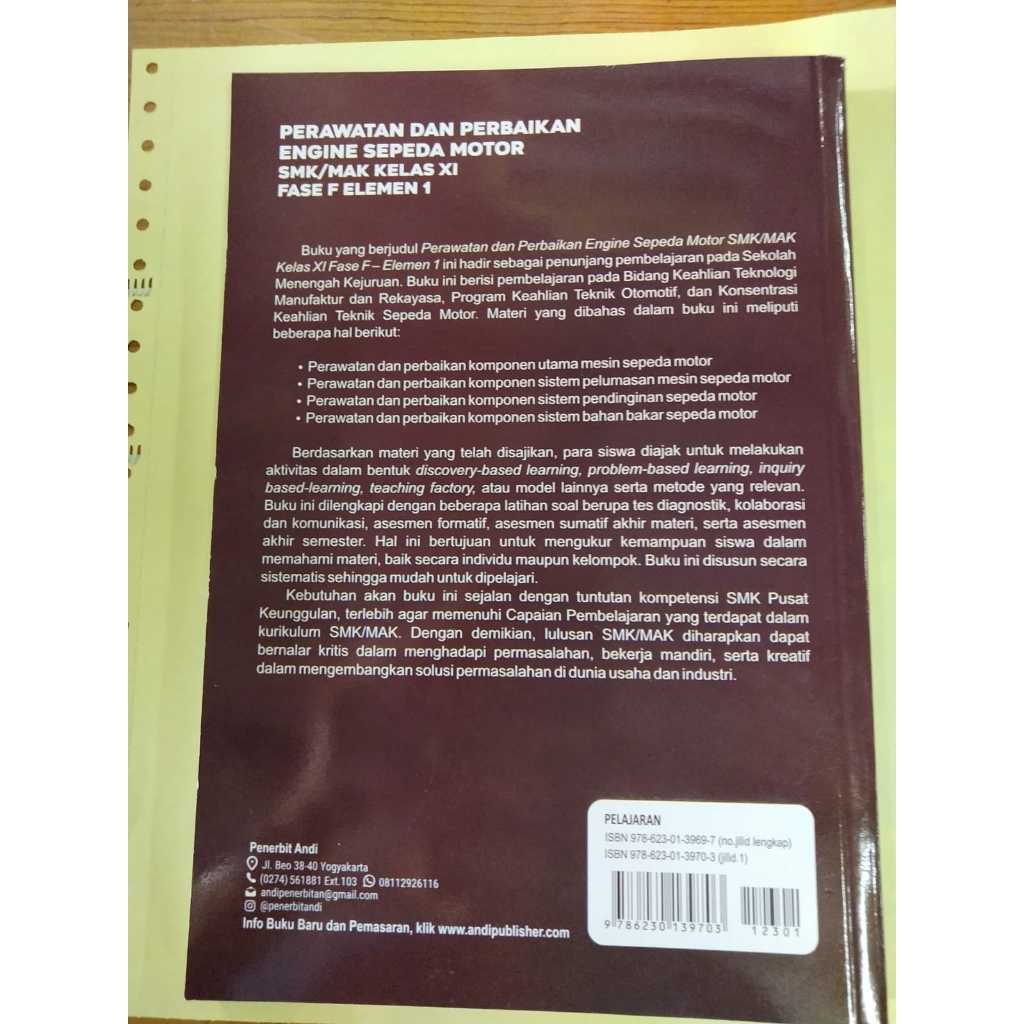 PERAWATAN DAN PERBAIKAN
ENGINE SEPEDA MOTOR
SMK/MAK KELAS XI
FASE F ELEMEN 1
Buku yang berjudul Perawatan dan Perbaikan Engine Sepeda Motor SMK/MAK
Kelas XI Fase F – Elemen 1 ini hadir sebagai penunjang pembelajaran pada Sekolah
Menengah Kejuruan. Buku ini berisi pembelajaran pada Bidang Keahlian Teknologi
Manufaktur dan Rekayasa, Program Keahlian Teknik Otomotif, dan Konsentrasi
Keahlian Teknik Sepeda Motor. Materi yang dibahas dalam buku ini meliputi
beberapa hal berikut:
• Perawatan dan perbaikan komponen utama mesin sepeda motor
• Perawatan dan perbaikan komponen sistem pelumasan mesin sepeda motor
• Perawatan dan perbaikan komponen sistem pendinginan sepeda motor
• Perawatan dan perbaikan komponen sistem bahan bakar sepeda motor
Berdasarkan materi yang telah disajikan, para siswa diajak untuk melakukan
aktivitas dalam bentuk discovery-based learning, problem-based learning, inquiry
based-learning, teaching factory, atau model lainnya serta metode yang relevan.
Buku ini dilengkapi dengan beberapa latihan soal berupa tes diagnostik, kolaborasi
dan komunikasi, asesmen formatif, asesmen sumatif akhir materi, serta asesmen
akhir semester. Hal ini bertujuan untuk mengukur kemampuan siswa dalam
memahami materi, baik secara individu maupun kelompok. Buku ini disusun secara
sistematis sehingga mudah untuk dipelajari.
Kebutuhan akan buku ini sejalan dengan tuntutan kompetensi SMK Pusat
Keunggulan, terlebih agar memenuhi Capaian Pembelajaran yang terdapat dalam
kurikulum SMK/MAK. Dengan demikian, lulusan SMK/MAK diharapkan dapat
bernalar kritis dalam menghadapi permasalahan, bekerja mandiri, serta kreatif
dalam mengembangkan solusi permasalahan di dunia usaha dan industri.
Penerbit Andi
Jl. Beo 38-40 Yogyakarta
(0274) 561881 Ext.103 08112926116
andipenerbitan@gmail.com
@penerbitandi
Info Buku Baru dan Pemasaran, klik www.andipublisher.com
PELAJARAN
ISBN 978-623-01-3969-7 (no.jilid lengkap)
ISBN 978-623-01-3970-3 (jilid.1)
9 786230 139703
12301